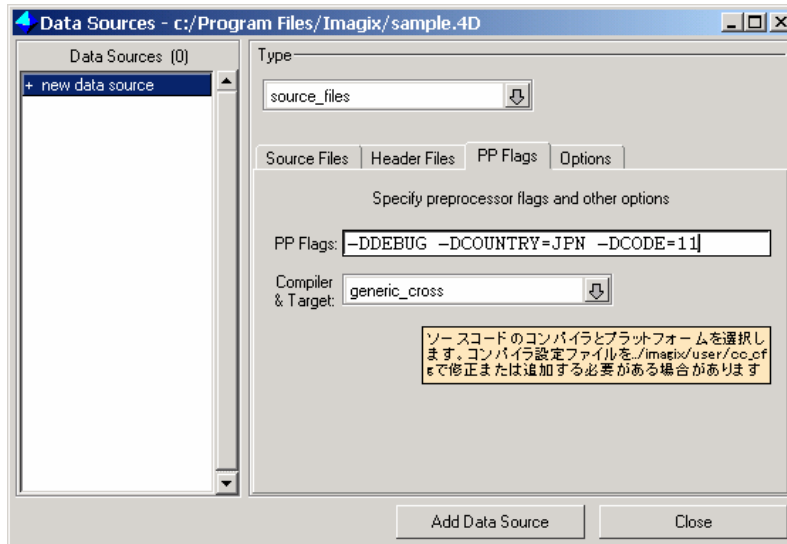 Data Sources - c:/Program Files/Imagix/sample.4D
Data Sources (0)
+ new data source
Type
source_files
Source Files
Header Files
PP Flags
Options
Specify preprocessor flags and other options
PP Flags: -DDEBUG -DCOUNTRY=JPN -DCODE=11
Compiler
& Target:
generic_cross
ソースコードのコンパイラとプラットフォームを選択し
ます。コンパイラ設定ファイルを../imagix/user/cc_cf
gで修正または追加する必要がある場合があります
Add Data Source
Close